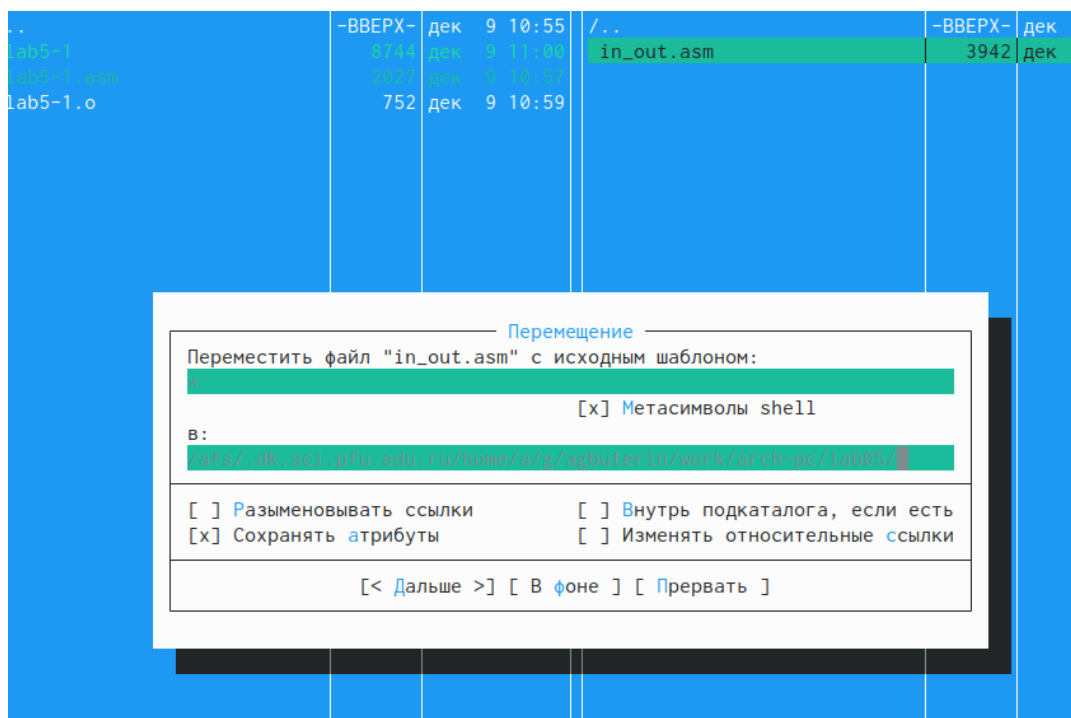 .. -ВВЕРХ- дек 9 10:55 /.. -ВВЕРХ- дек
lab5-1 8744 дек 9 11:00 in_out.asm 3942 дек
lab5-1.asm 2027 дек 9 10:57
lab5-1.o 752 дек 9 10:59
Перемещение
Переместить файл "in_out.asm" с исходным шаблоном:
*
[x] Метасимволы shell
в:
/afs/.dk.sci.pfu.edu.ru/home/a/g/agbuterin/work/arch-pc/lab05/
[ ] Разыменовывать ссылки [ ] Внутрь подкаталога, если есть
[x] Сохранять атрибуты [ ] Изменять относительные ссылки
[< Дальше >] [ В фоне ] [ Прервать ]